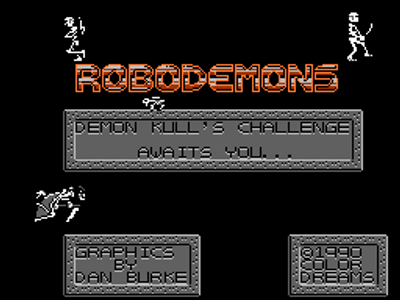 ROBODEMONS
DEMON KULL'S CHALLENGE
AWAITS YOU...
GRAPHICS
BY
DAN BURKE
©1990
COLOR
DREAMS